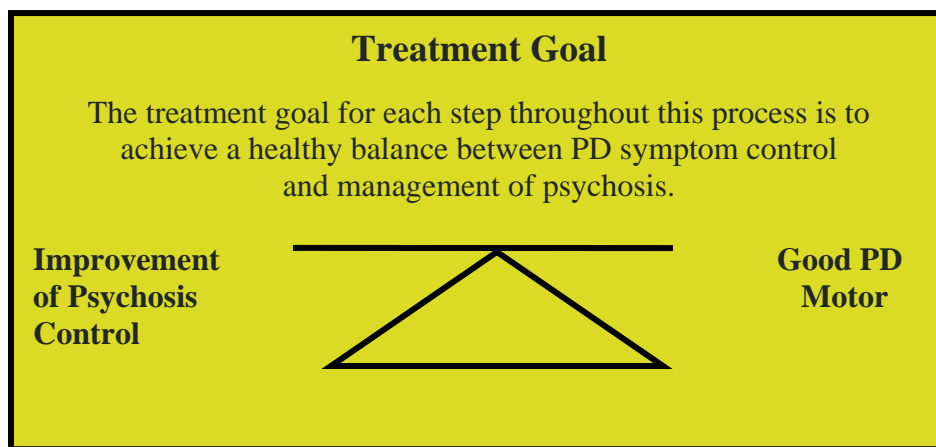 Treatment Goal
The treatment goal for each step throughout this process is to
achieve a healthy balance between PD symptom control
and management of psychosis.
Improvement
of Psychosis
Control
Good PD
Motor